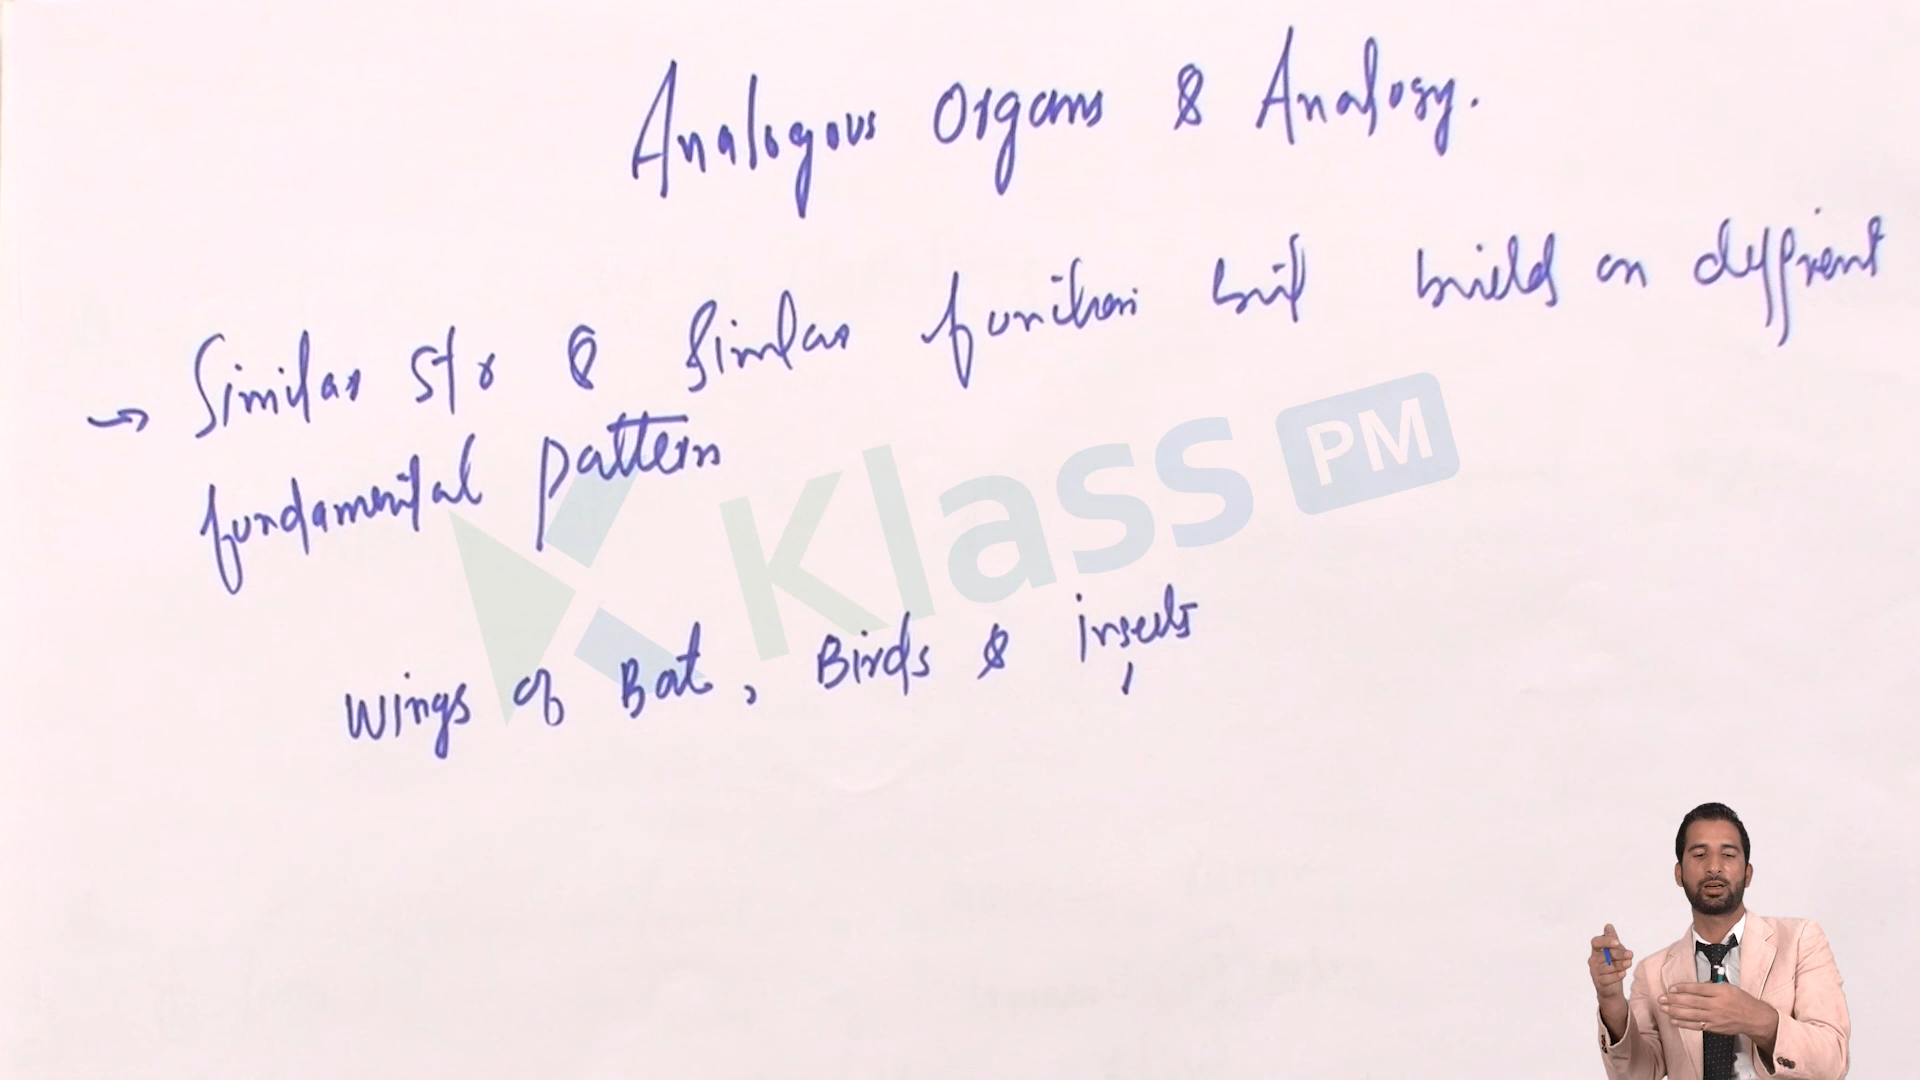 Analogous Organs & Analogy.
→ Similar Str & Similar function but build on different
fundamental pattern
Klass PM
Wings of Bat, Birds & insects